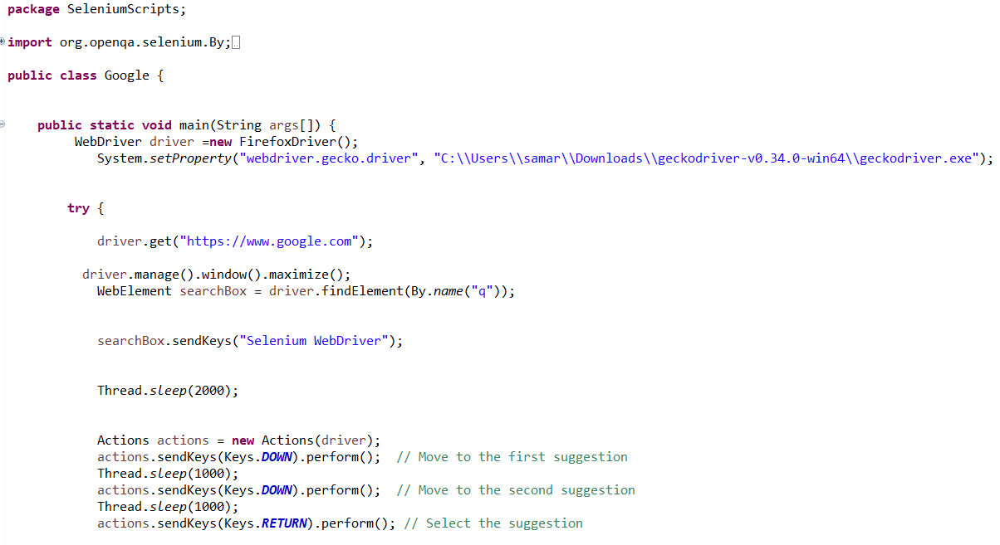 package SeleniumScripts;
import org.openqa.selenium.By;
public class Google {
public static void main(String args[]) {
WebDriver driver =new FirefoxDriver();
System.setProperty("webdriver.gecko.driver", "C:\\Users\\samar\\Downloads\\geckodriver-v0.34.0-win64\\geckodriver.exe");
try {
driver.get("https://www.google.com");
driver.manage().window().maximize();
WebElement searchBox = driver.findElement(By.name("q"));
searchBox.sendKeys("Selenium WebDriver");
Thread.sleep(2000);
Actions actions = new Actions(driver);
actions.sendKeys(Keys.DOWN).perform();  // Move to the first suggestion
Thread.sleep(1000);
actions.sendKeys(Keys.DOWN).perform();  // Move to the second suggestion
Thread.sleep(1000);
actions.sendKeys(Keys.RETURN).perform(); // Select the suggestion